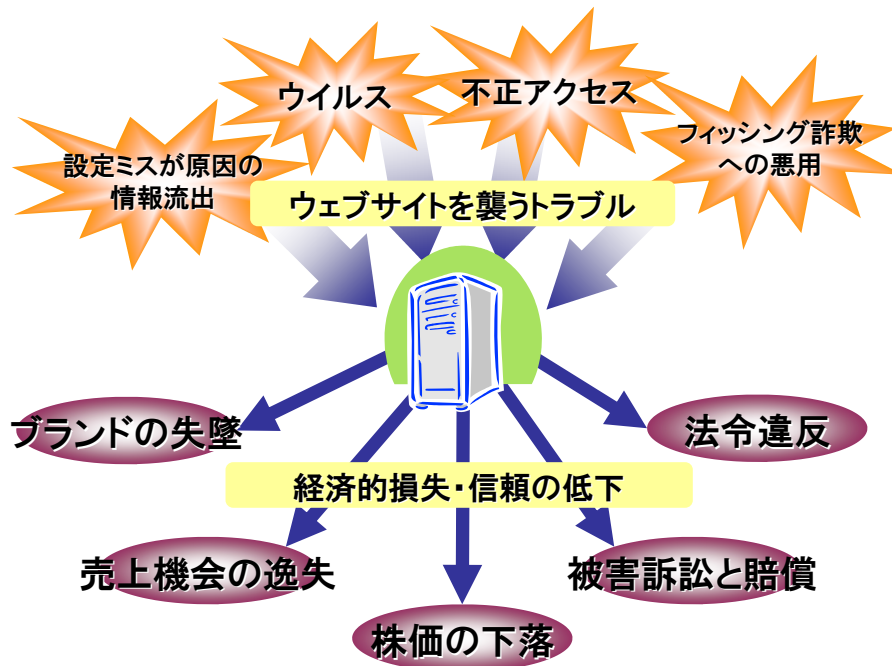 ウイルス
不正アクセス
設定ミスが原因の
情報流出
フィッシング詐欺
への悪用
ウェブサイトを襲うトラブル
ブランドの失墜
法令違反
経済的損失・信頼の低下
売上機会の逸失
被害訴訟と賠償
株価の下落